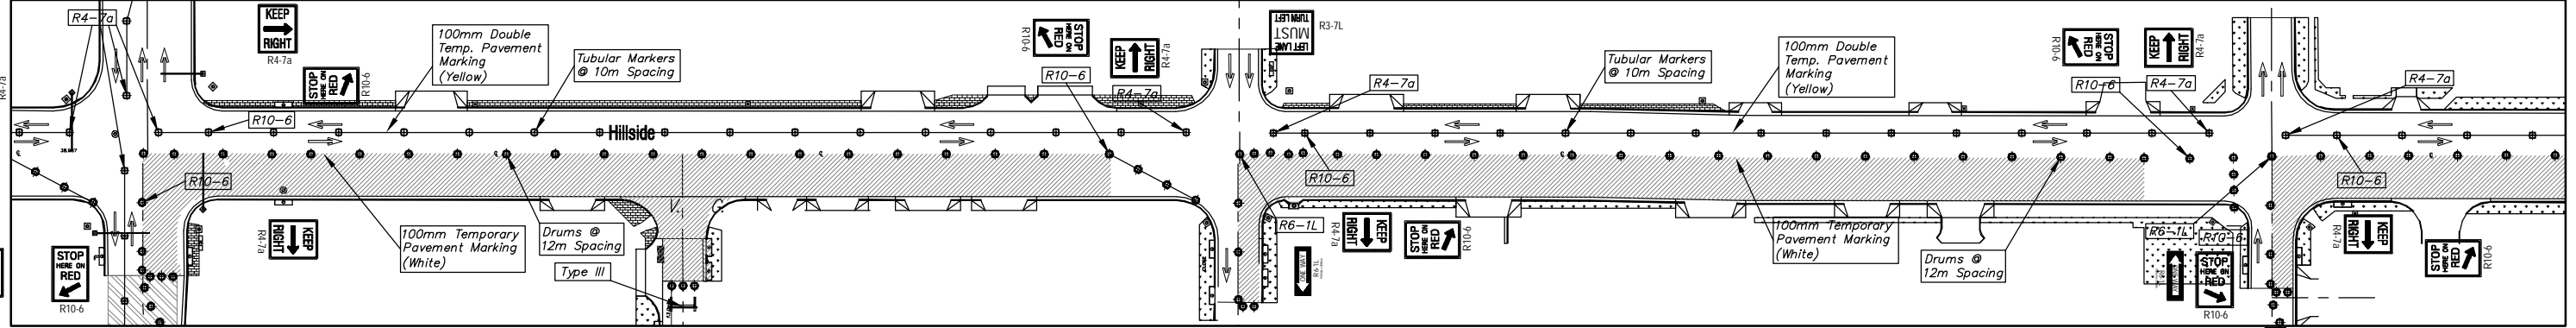 R4-7a
R4-7a
KEEP
RIGHT
R4-7a
STOP
HERE ON
RED
R10-6
100mm Double
Temp. Pavement
Marking
(Yellow)
Tubular Markers
@ 10m Spacing
STOP
HERE ON
RED
R10-6
KEEP
RIGHT
R4-7a
R10-6
R4-7a
LEFT LANE
MUST
TURN LEFT
R3-7L
R4-7a
Tubular Markers
@ 10m Spacing
100mm Double
Temp. Pavement
Marking
(Yellow)
STOP
HERE ON
RED
R10-6
KEEP
RIGHT
R4-7a
R10-6
R4-7a
R4-7a
R10-6
Hillside
R10-6
R10-6
R10-6
R10-6
STOP
HERE ON
RED
R10-6
KEEP
RIGHT
R4-7a
100mm Temporary
Pavement Marking
(White)
Drums @
12m Spacing
Type III
V.
G.
R6-1L
ONE WAY
R6-1L
KEEP
RIGHT
R4-7a
STOP
HERE ON
RED
R10-6
100mm Temporary
Pavement Marking
(White)
Drums @
12m Spacing
R6-1L
R10-6
STOP
HERE ON
RED
R10-6
KEEP
RIGHT
R4-7a
STOP
HERE ON
RED
R10-6